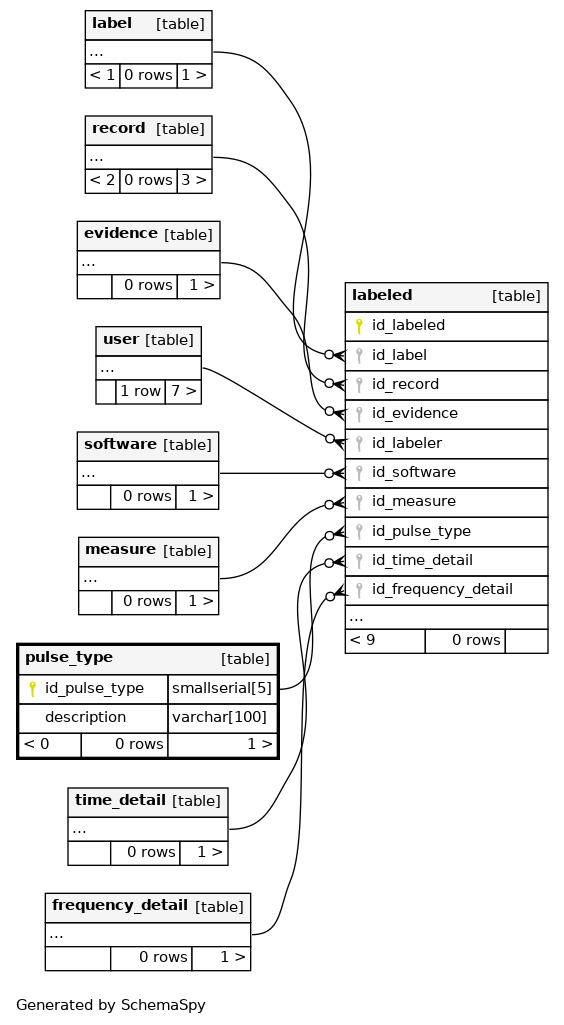 label [table]
...
< 1 0 rows 1 >
record [table]
...
< 2 0 rows 3 >
evidence [table]
...
0 rows 1 >
user [table]
...
1 row 7 >
software [table]
...
0 rows 1 >
measure [table]
...
0 rows 1 >
pulse_type [table]
id_pulse_type smallserial[5]
description varchar[100]
< 0 0 rows 1 >
time_detail [table]
...
0 rows 1 >
frequency_detail [table]
...
0 rows 1 >
labeled [table]
id_labeled
id_label
id_record
id_evidence
id_labeler
id_software
id_measure
id_pulse_type
id_time_detail
id_frequency_detail
...
< 9 0 rows
Generated by SchemaSpy